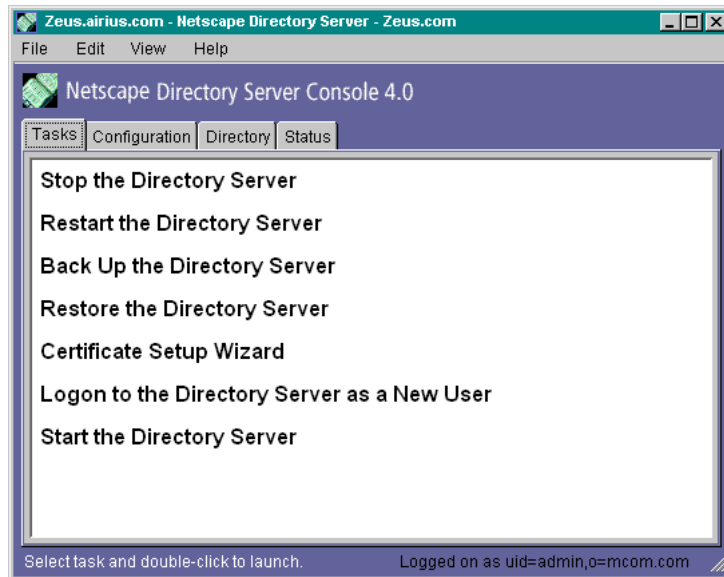 Zeus.airius.com - Netscape Directory Server - Zeus.com
File Edit View Help
Netscape Directory Server Console 4.0
Tasks Configuration Directory Status
Stop the Directory Server
Restart the Directory Server
Back Up the Directory Server
Restore the Directory Server
Certificate Setup Wizard
Logon to the Directory Server as a New User
Start the Directory Server
Select task and double-click to launch. Logged on as uid=admin,o=mcom.com